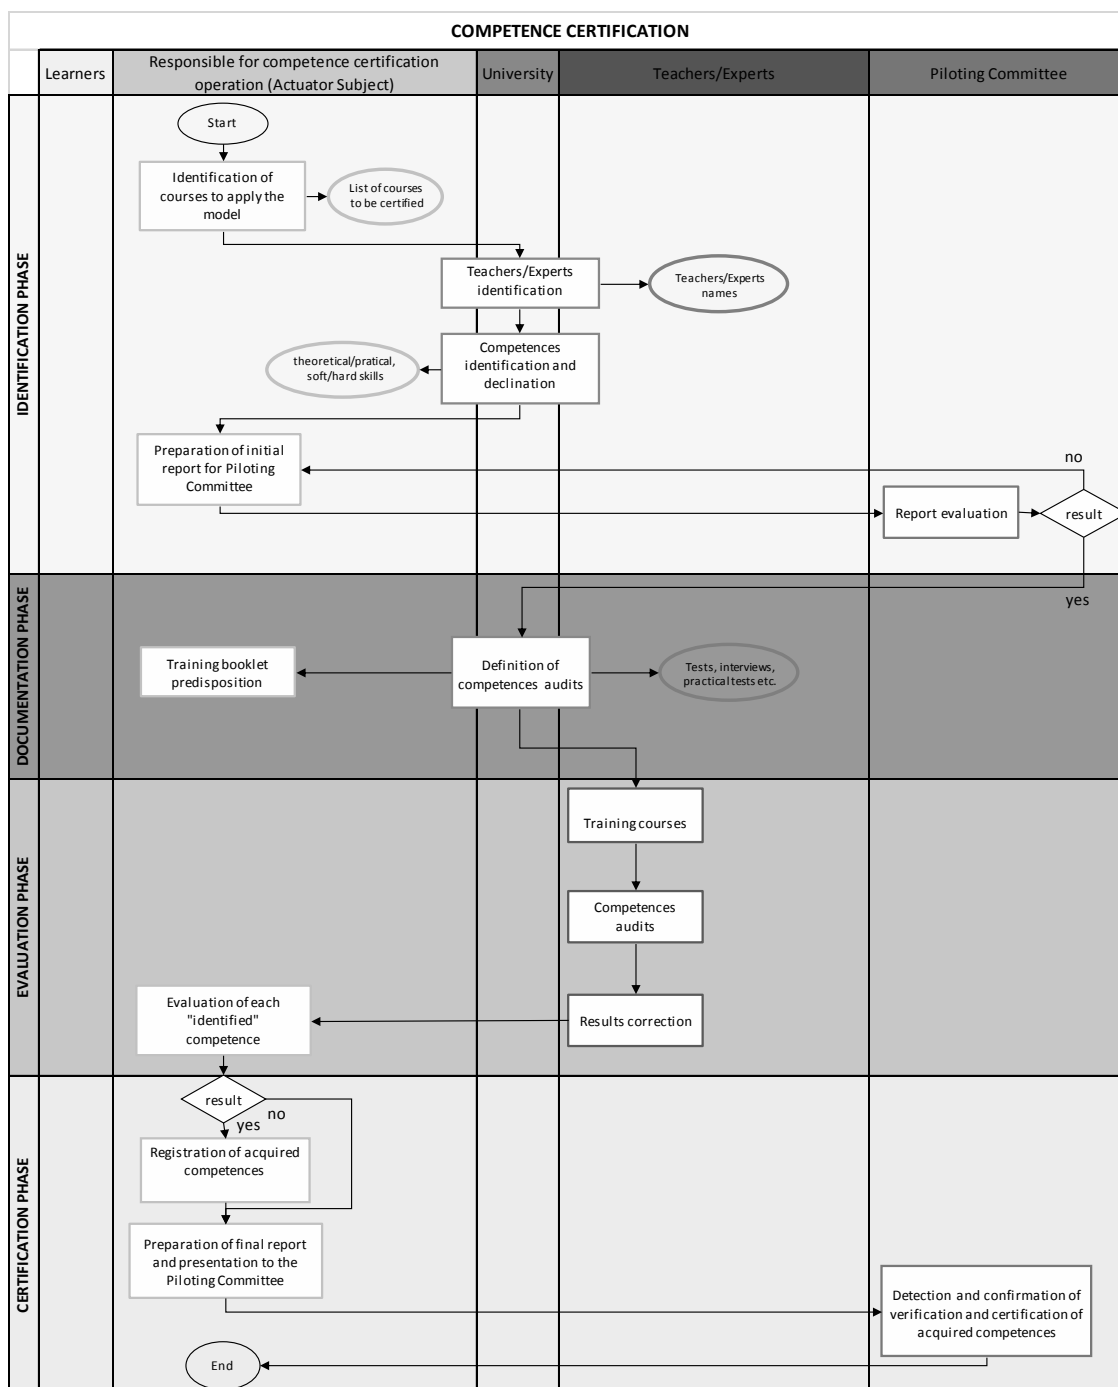 COMPETENCE CERTIFICATION
Learners
Responsible for competence certification
operation (Actuator Subject)
University
Teachers/Experts
Piloting Committee
IDENTIFICATION PHASE
Start
Identification of
courses to apply the
model
List of courses
to be certified
Teachers/Experts
identification
Teachers/Experts
names
Competences
identification and
declination
theoretical/pratical,
soft/hard skills
Preparation of initial
report for Piloting
Committee
no
Report evaluation
result
yes
DOCUMENTATION PHASE
Training booklet
predisposition
Definition of
competences audits
Tests, interviews,
practical tests etc.
EVALUATION PHASE
Training courses
Competences
audits
Evaluation of each
"identified"
competence
Results correction
CERTIFICATION PHASE
result
no
yes
Registration of acquired
competences
Preparation of final report
and presentation to the
Piloting Committee
Detection and confirmation of
verification and certification of
acquired competences
End